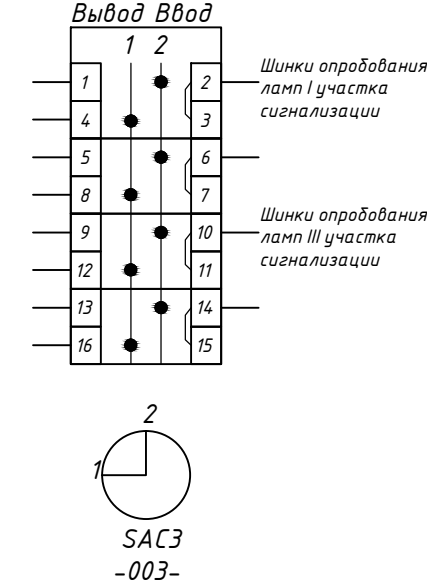 Вывод Ввод
1 2
1 2
4 3
5 6
8 7
9 10
12 11
13 14
16 15
Шинки опробования
ламп I участка
сигнализации
Шинки опробования
ламп III участка
сигнализации
2
1
SAC3
-003-